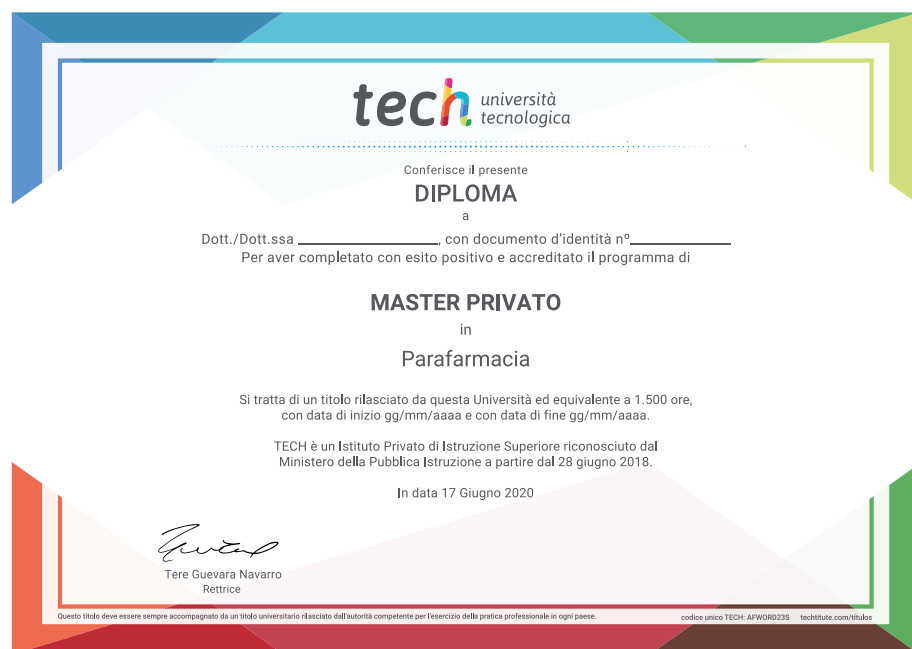 tech università
tecnologica
Conferisce il presente
DIPLOMA
a
Dott./Dott.ssa ________________, con documento d'identità nº____________
Per aver completato con esito positivo e accreditato il programma di
MASTER PRIVATO
in
Parafarmacia
Si tratta di un titolo rilasciato da questa Università ed equivalente a 1.500 ore,
con data di inizio gg/mm/aaaa e con data di fine gg/mm/aaaa.
TECH è un Istituto Privato di Istruzione Superiore riconosciuto dal
Ministero della Pubblica Istruzione a partire dal 28 giugno 2018.
In data 17 Giugno 2020
Tere Guevara Navarro
Rettrice
Questo titolo deve essere sempre accompagnato da un titolo universitario rilasciato dall'autorità competente per l'esercizio della pratica professionale in ogni paese.
codice unico TECH: AFWORD23S techtitute.com/titulos